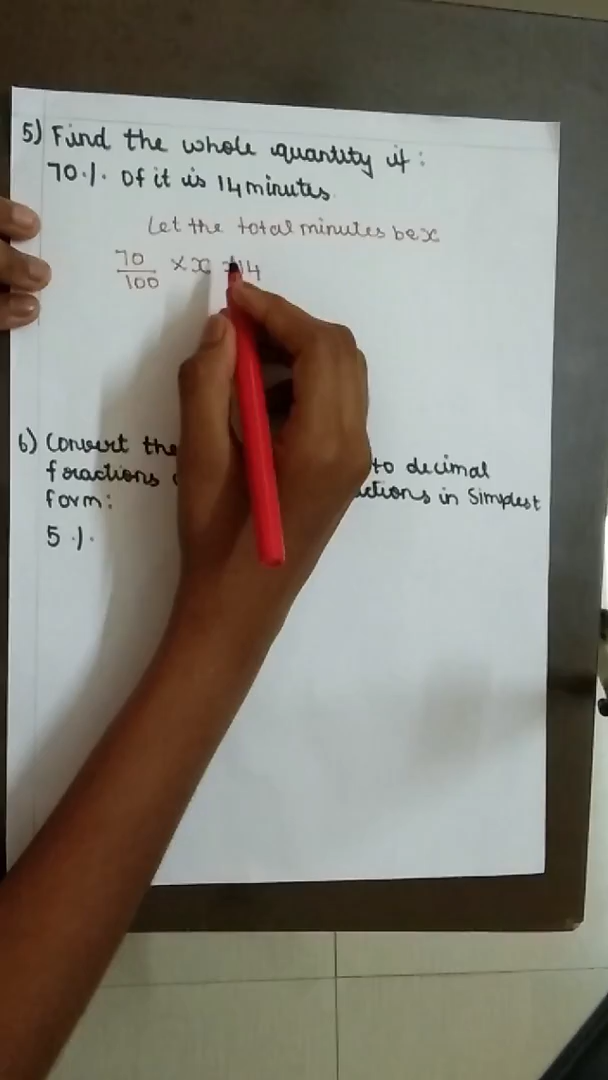 5) Find the whole quantity if:
70%. of it is 14 minutes.
Let the total minutes be x
70/100 × x = 14
6) Convert the to decimal
fractions in Simplest
form:
5%.